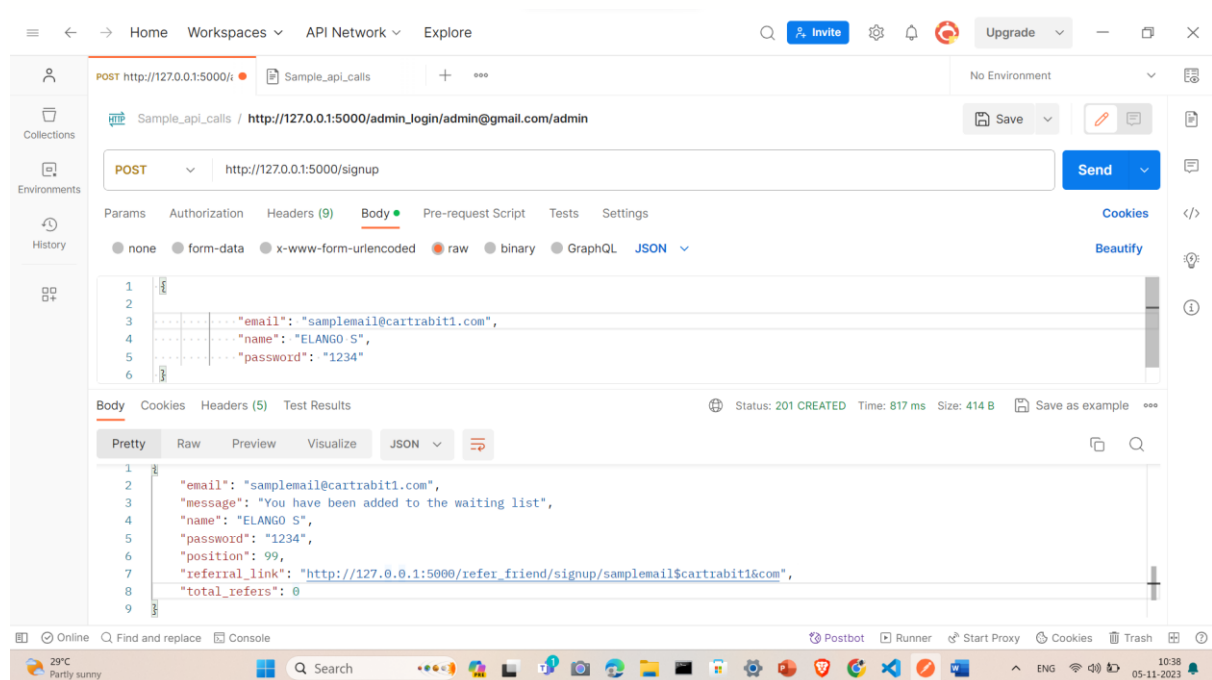 Home Workspaces API Network Explore Invite Upgrade
POST http://127.0.0.1:5000/a Sample_api_calls + No Environment
HTTP Sample_api_calls / http://127.0.0.1:5000/admin_login/admin@gmail.com/admin Save
Collections
POST http://127.0.0.1:5000/signup Send
Environments
Params Authorization Headers (9) Body Pre-request Script Tests Settings Cookies
History
none form-data x-www-form-urlencoded raw binary GraphQL JSON Beautify
1 {
2
3 "email": "samplemail@cartrabit1.com",
4 "name": "ELANGO S",
5 "password": "1234"
6 }
Body Cookies Headers (5) Test Results Status: 201 CREATED Time: 817 ms Size: 414 B Save as example
Pretty Raw Preview Visualize JSON
1 {
2 "email": "samplemail@cartrabit1.com",
3 "message": "You have been added to the waiting list",
4 "name": "ELANGO S",
5 "password": "1234",
6 "position": 99,
7 "referral_link": "http://127.0.0.1:5000/refer_friend/signup/samplemail$cartrabit1&com",
8 "total_refers": 0
9 }
Online Find and replace Console Postbot Runner Start Proxy Cookies Trash
29°C
Partly sunny
Search
PRE
ENG
10:38
05-11-2023